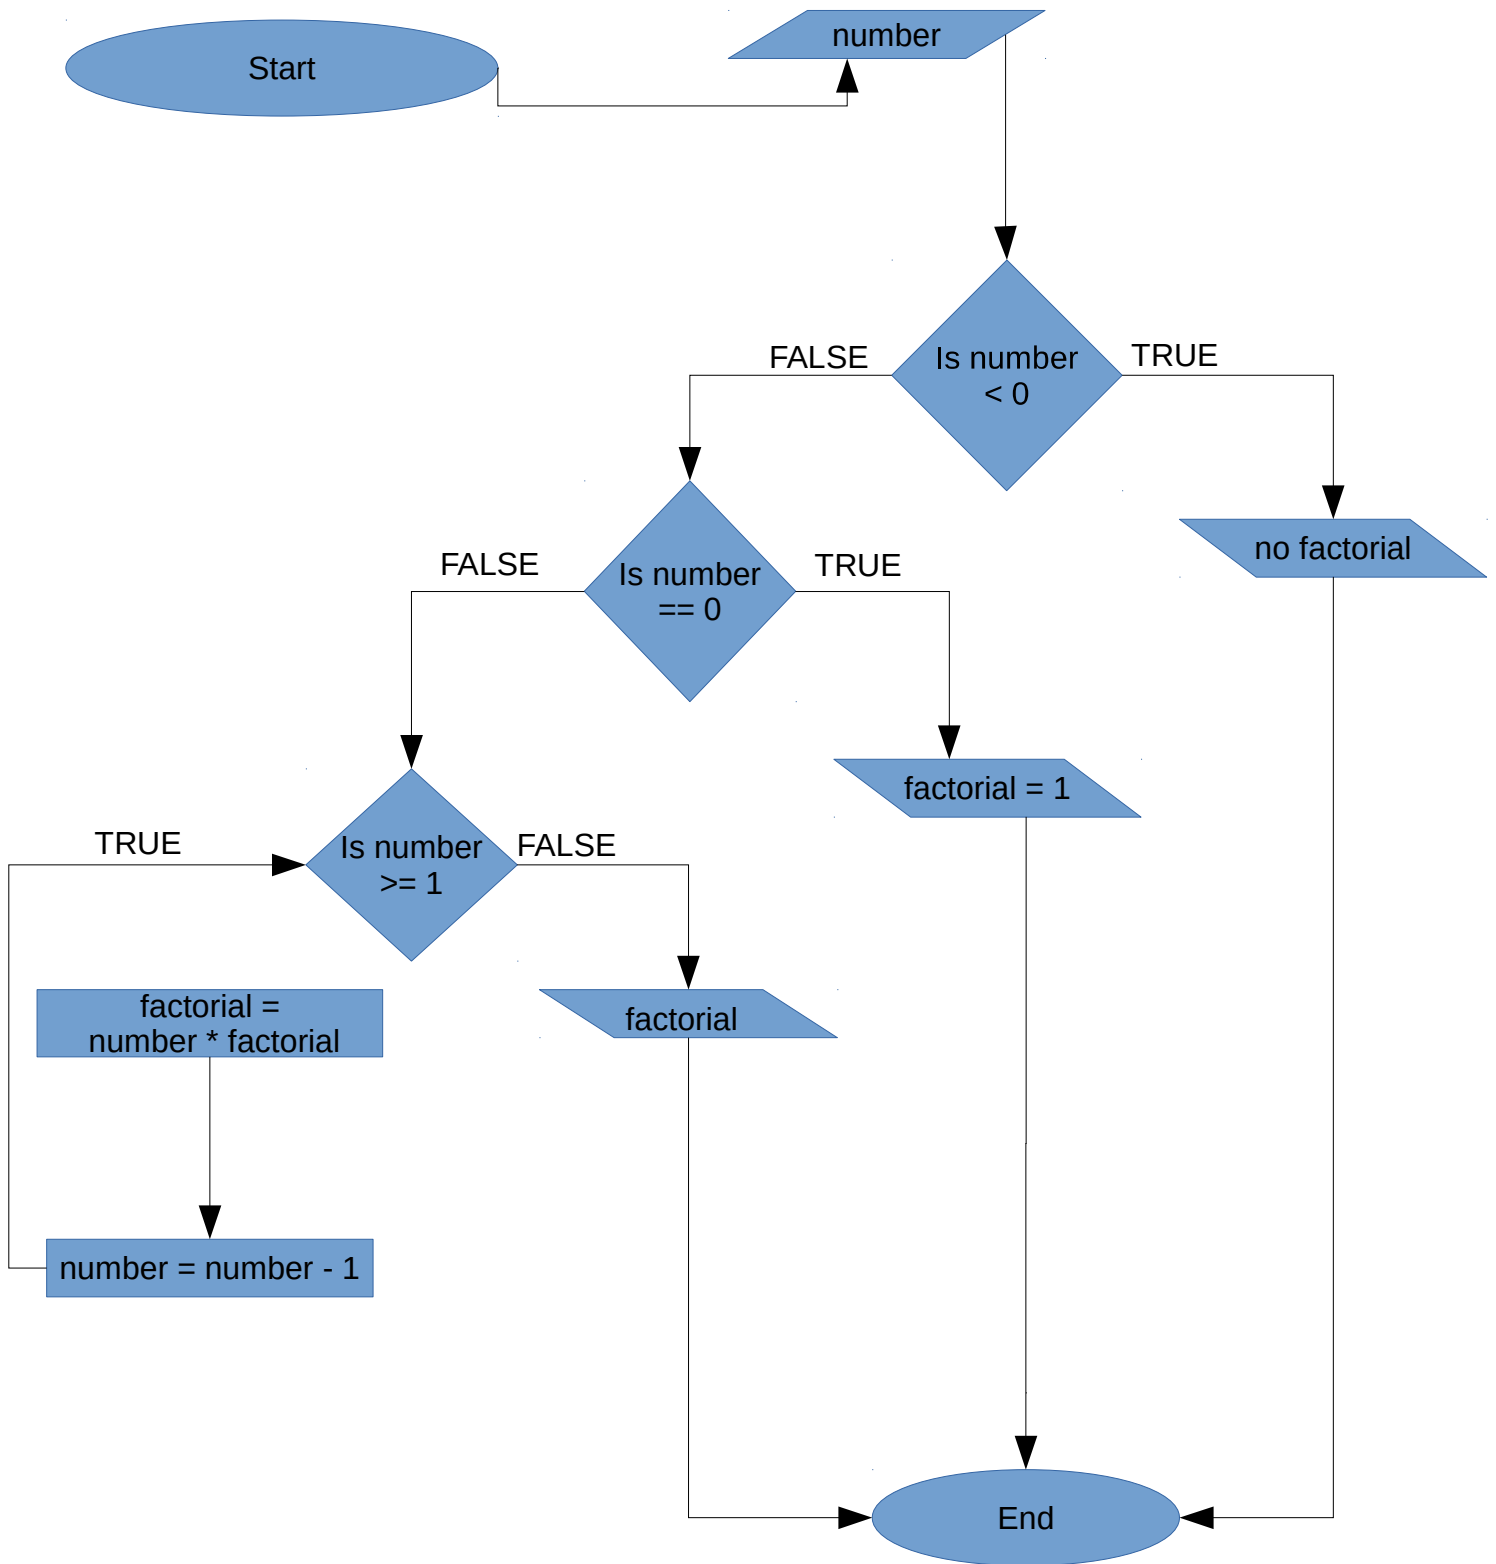 Start
number
Is number
< 0
FALSE
TRUE
no factorial
Is number
== 0
FALSE
TRUE
factorial = 1
Is number
>= 1
TRUE
FALSE
factorial =
number * factorial
factorial
number = number - 1
End